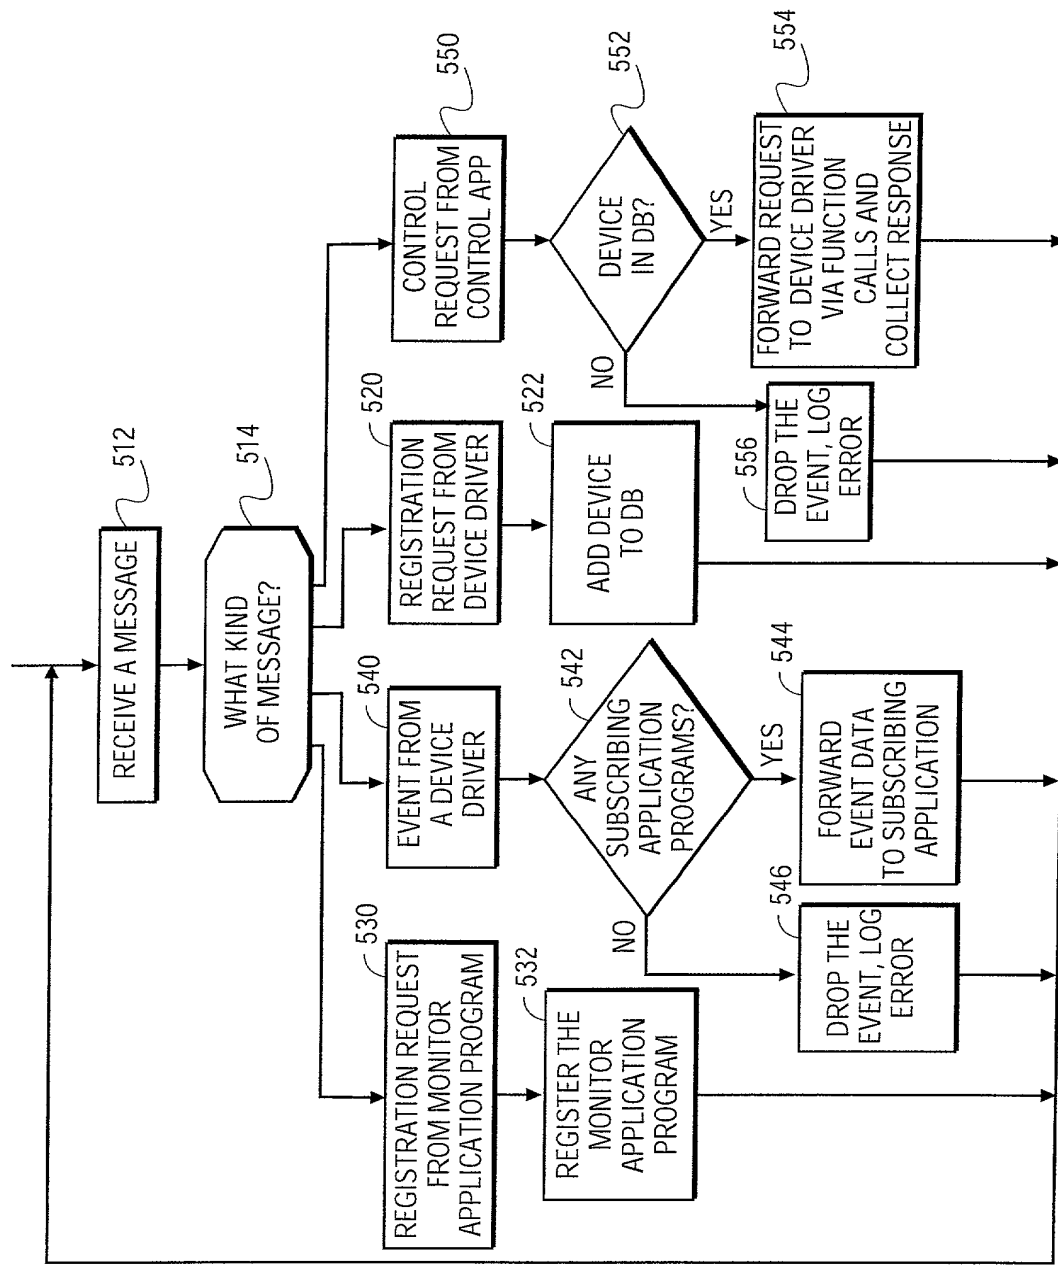 RECEIVE A MESSAGE
512
WHAT KIND
OF MESSAGE?
514
530
REGISTRATION REQUEST
FROM MONITOR
APPLICATION PROGRAM
532
REGISTER THE
MONITOR
APPLICATION
PROGRAM
540
EVENT FROM
A DEVICE
DRIVER
542
ANY
SUBSCRIBING
APPLICATION
PROGRAMS?
NO
YES
546
DROP THE
EVENT, LOG
ERROR
544
FORWARD
EVENT DATA
TO SUBSCRIBING
APPLICATION
520
REGISTRATION
REQUEST FROM
DEVICE DRIVER
522
ADD DEVICE
TO DB
550
CONTROL
REQUEST FROM
CONTROL APP
552
DEVICE
IN DB?
NO
YES
556
DROP THE
EVENT, LOG
ERROR
554
FORWARD REQUEST
TO DEVICE DRIVER
VIA FUNCTION
CALLS AND
COLLECT RESPONSE